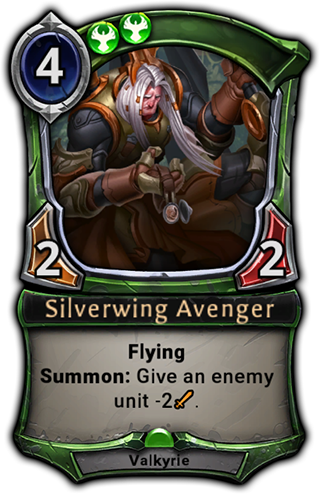 4
2
2
Silverwing Avenger
Flying
Summon: Give an enemy
unit -2.
Valkyrie